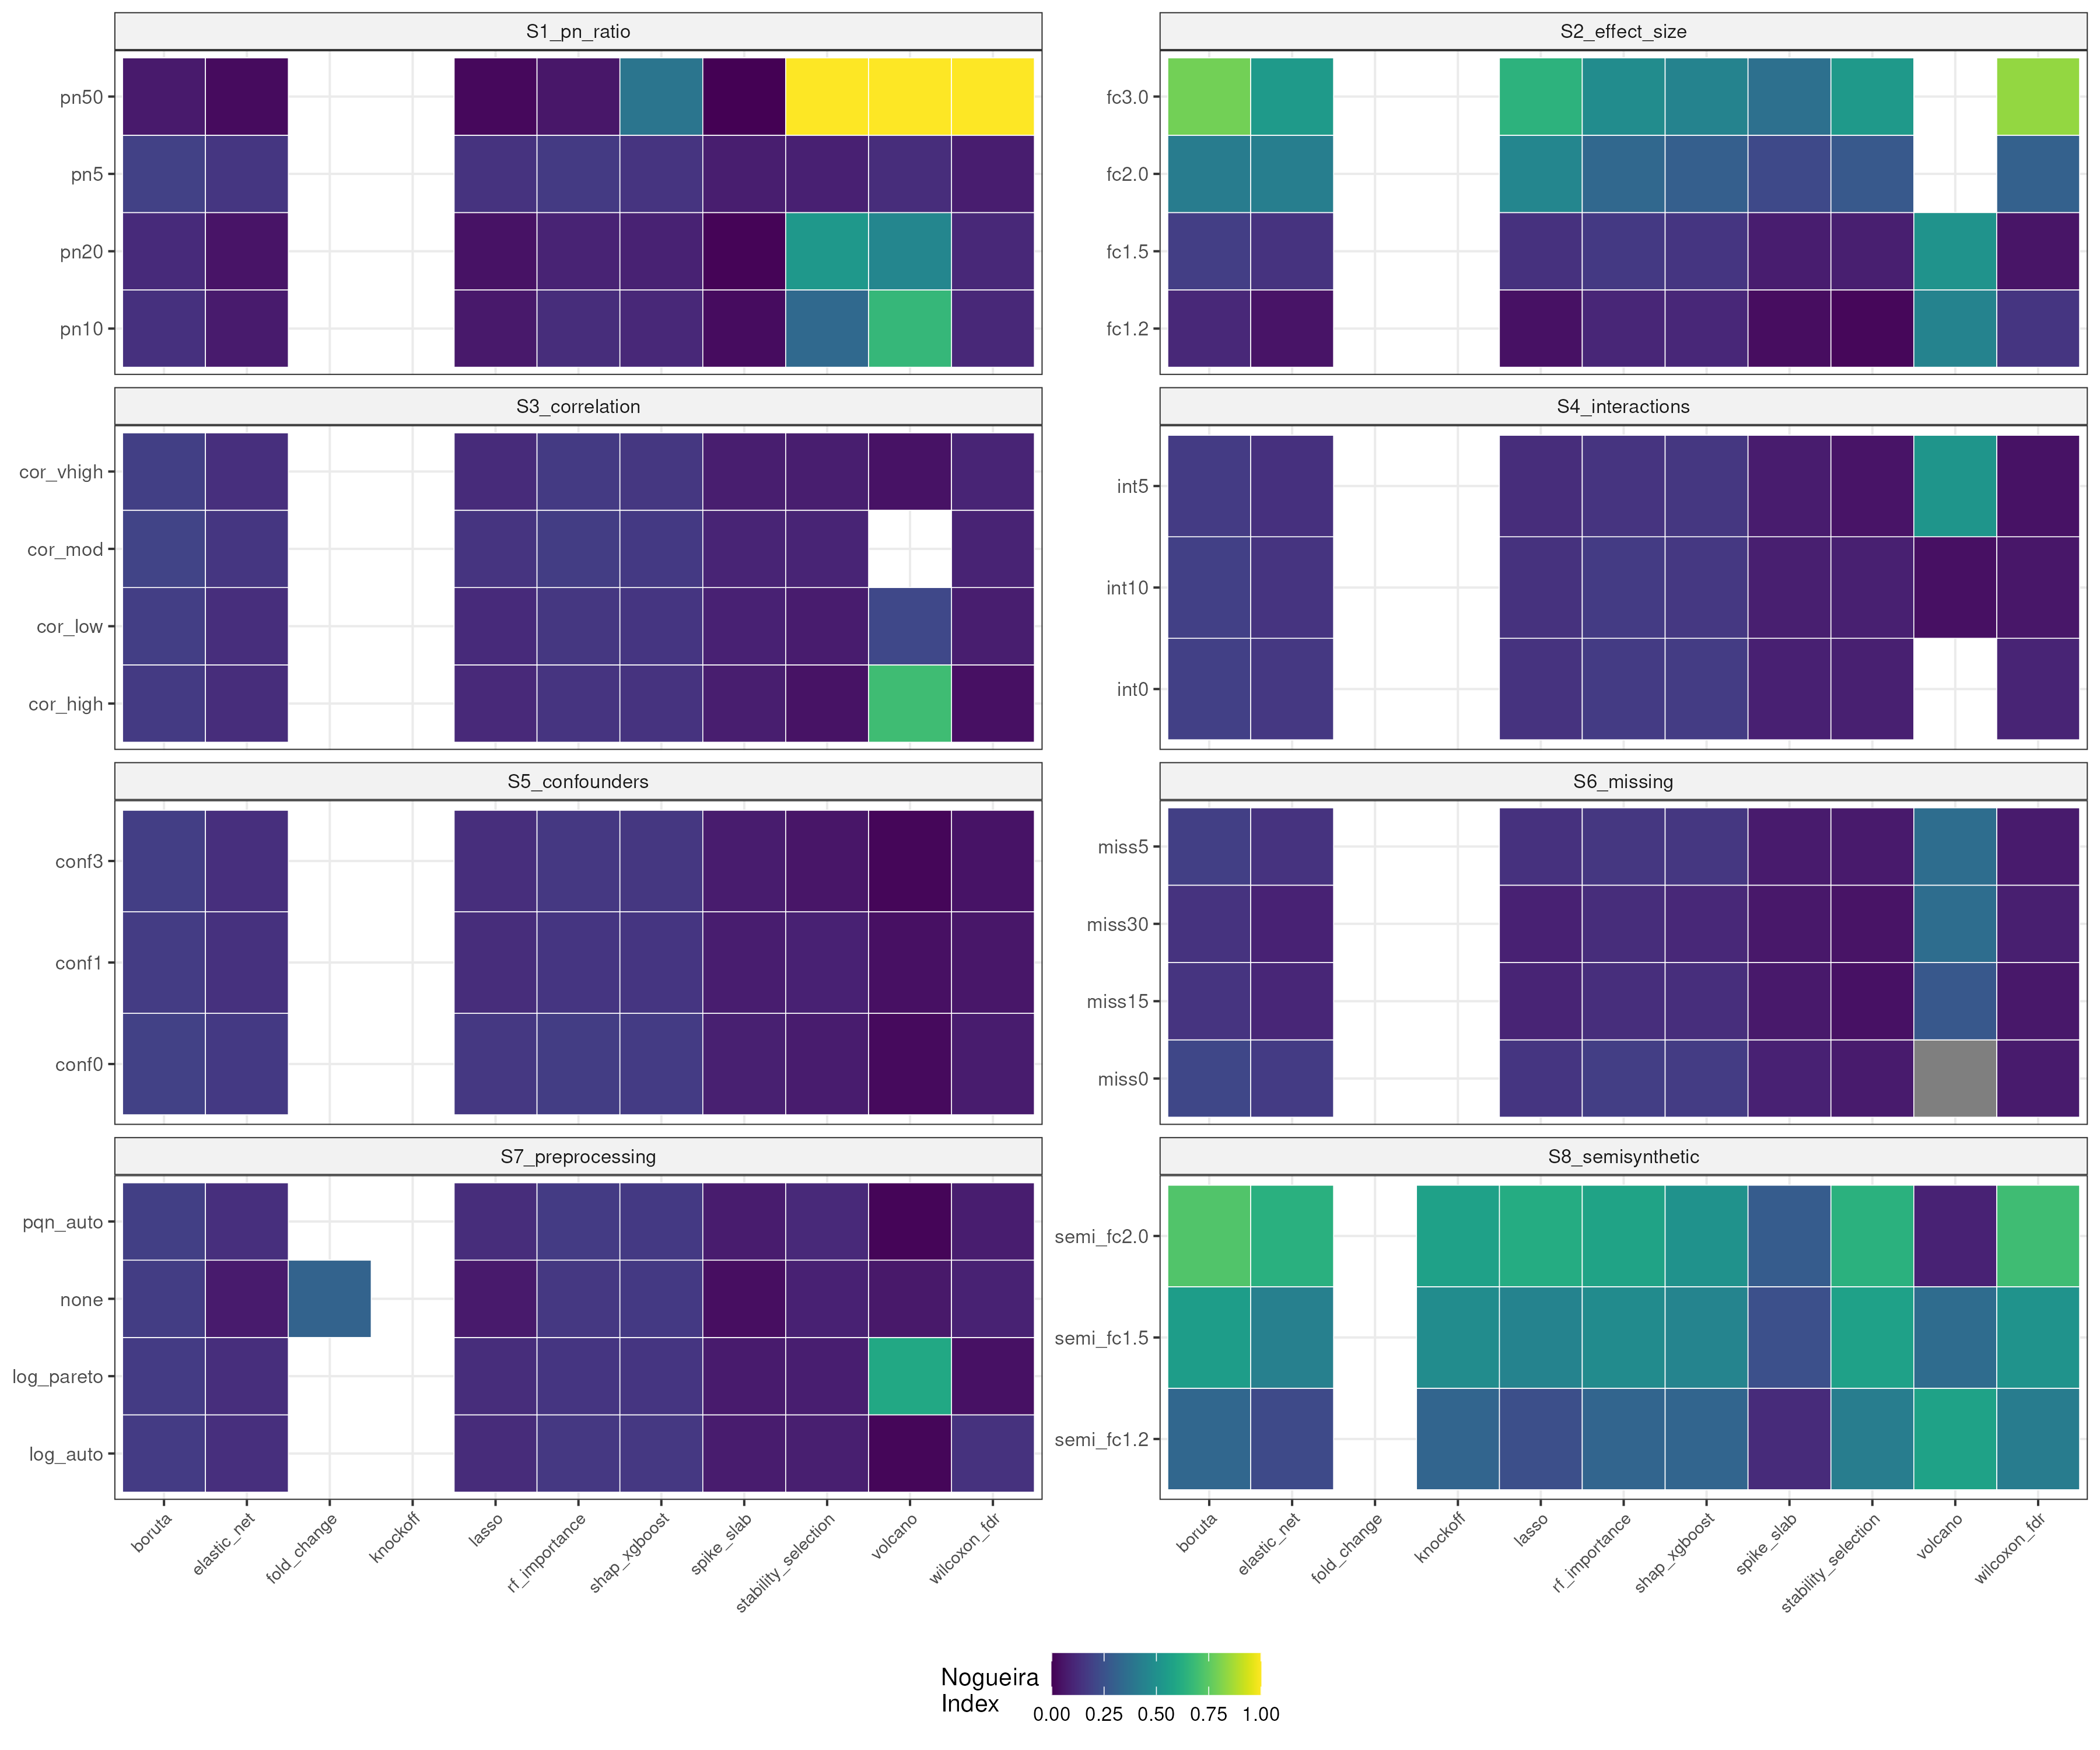 S1_pn_ratio
pn50
pn5
pn20
pn10
S2_effect_size
fc3.0
fc2.0
fc1.5
fc1.2
S3_correlation
cor_vhigh
cor_mod
cor_low
cor_high
S4_interactions
int5
int10
int0
S5_confounders
conf3
conf1
conf0
S6_missing
miss5
miss30
miss15
miss0
S7_preprocessing
pqn_auto
none
log_pareto
log_auto
S8_semisynthetic
semi_fc2.0
semi_fc1.5
semi_fc1.2
boruta
elastic_net
fold_change
knockoff
lasso
rf_importance
shap_xgboost
spike_slab
stability_selection
volcano
wilcoxon_fdr
boruta
elastic_net
fold_change
knockoff
lasso
rf_importance
shap_xgboost
spike_slab
stability_selection
volcano
wilcoxon_fdr
Nogueira
Index
0.00 0.25 0.50 0.75 1.00